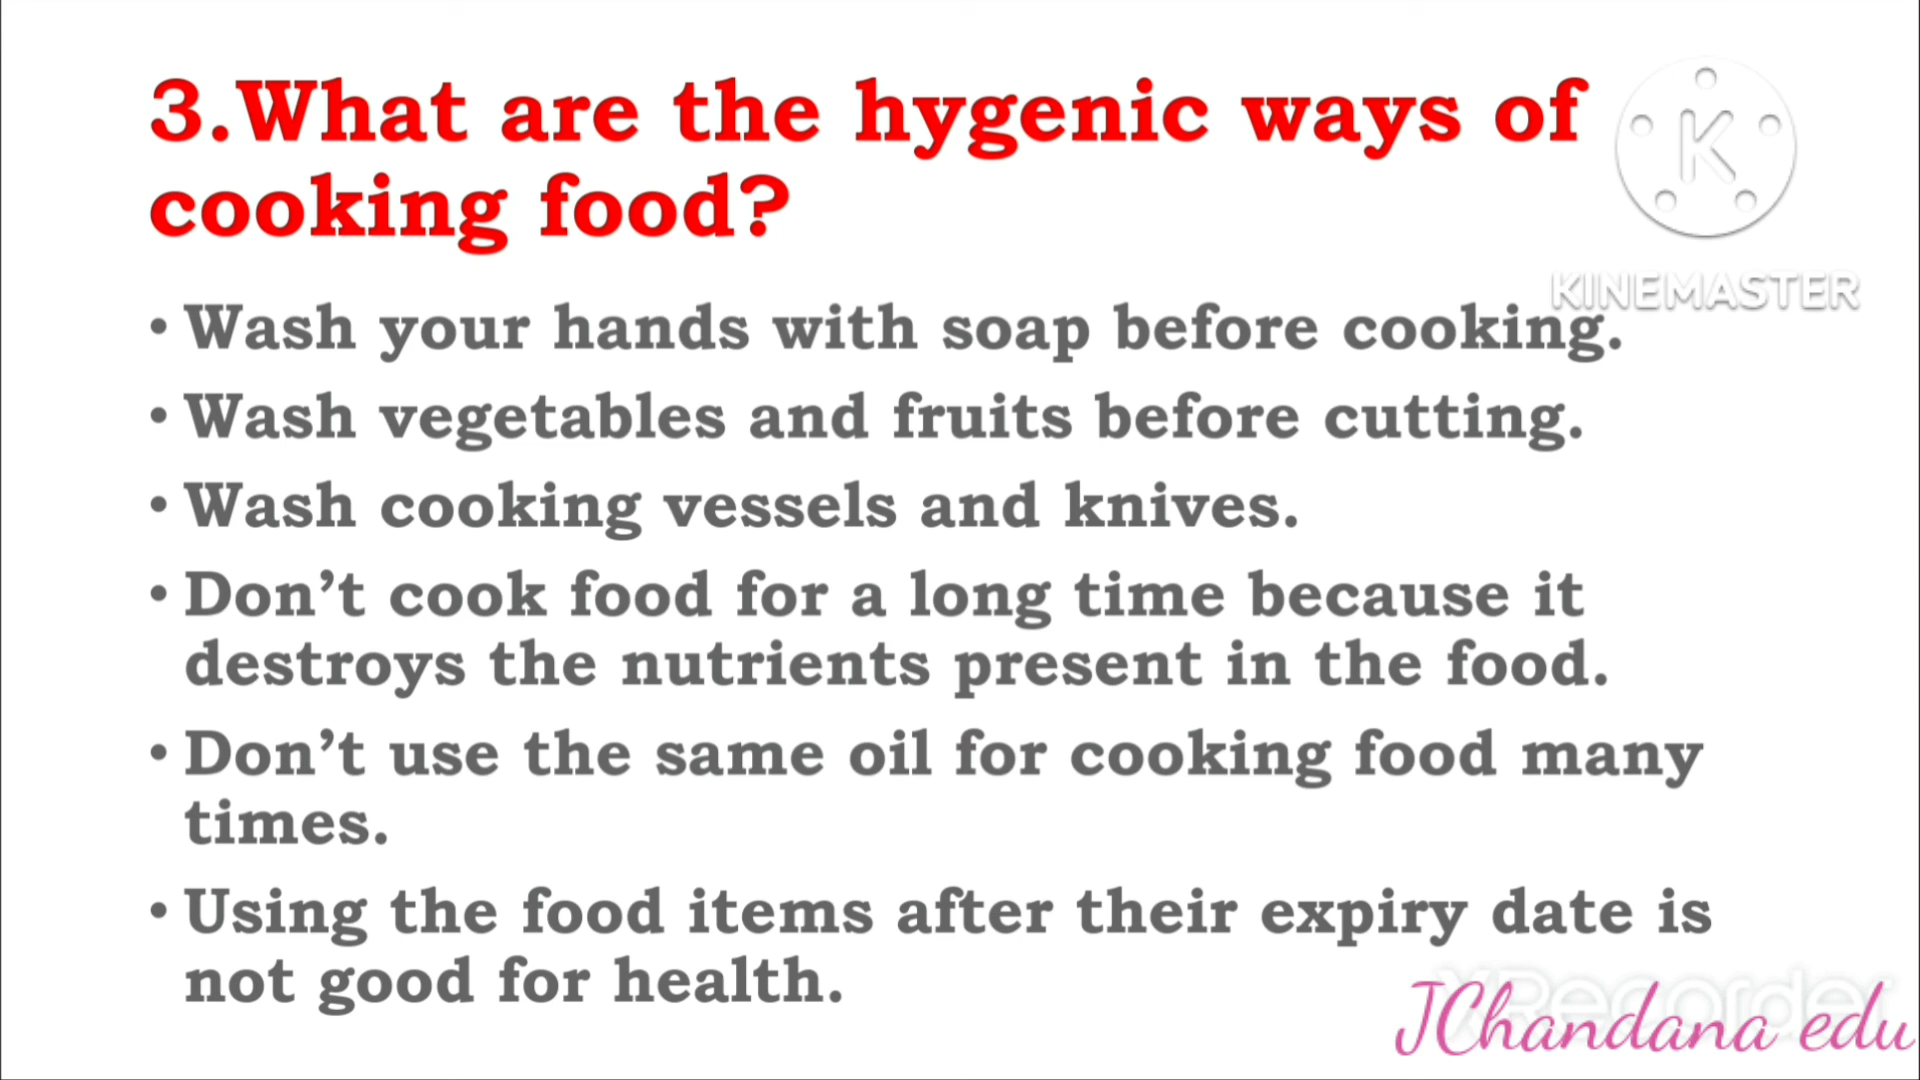 3.What are the hygenic ways of
cooking food?
K
KINEMASTER
• Wash your hands with soap before cooking.
• Wash vegetables and fruits before cutting.
• Wash cooking vessels and knives.
• Don’t cook food for a long time because it
destroys the nutrients present in the food.
• Don’t use the same oil for cooking food many
times.
• Using the food items after their expiry date is
not good for health.
XRecorder
JChandana edu